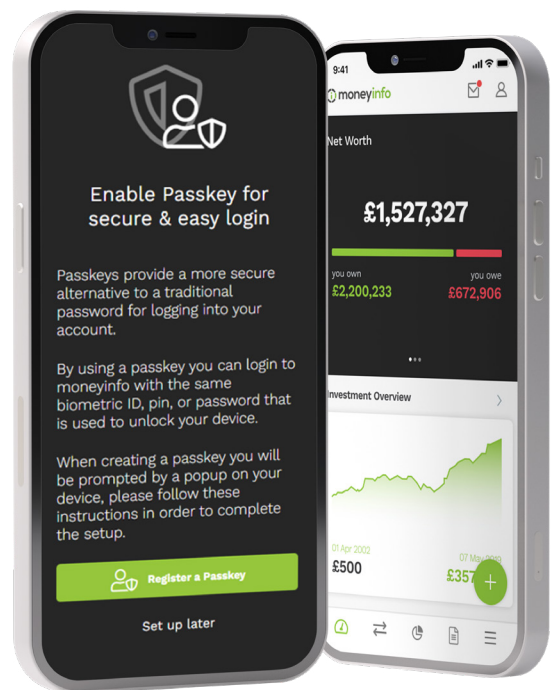 Enable Passkey for
secure & easy login
Passkeys provide a more secure
alternative to a traditional
password for logging into your
account.
By using a passkey you can login to
moneyinfo with the same
biometric ID, pin, or password that
is used to unlock your device.
When creating a passkey you will
be prompted by a popup on your
device, please follow these
instructions in order to complete
the setup.
Register a Passkey
Set up later
9:41
moneyinfo
Net Worth
£1,527,327
you own
you owe
£2,200,233
£672,906
Investment Overview
01 Apr 2002
07 May 2019
£500
£357
+